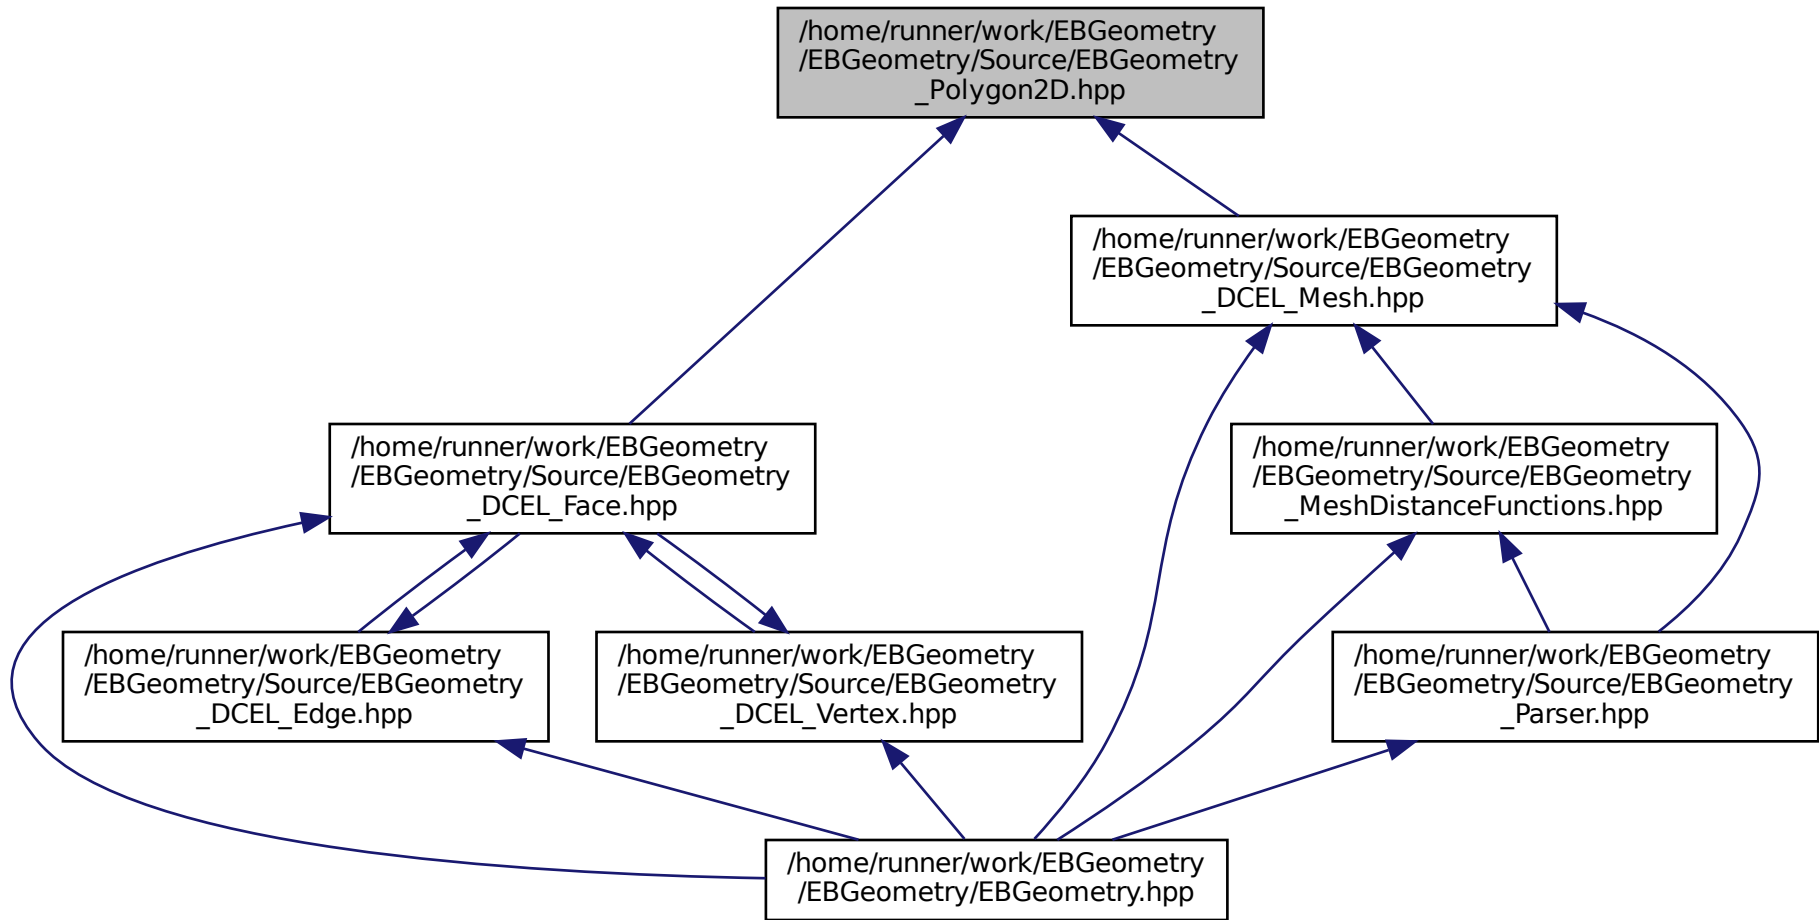 /home/runner/work/EBGeometry
/EBGeometry/Source/EBGeometry
_Polygon2D.hpp
/home/runner/work/EBGeometry
/EBGeometry/Source/EBGeometry
_DCEL_Mesh.hpp
/home/runner/work/EBGeometry
/EBGeometry/Source/EBGeometry
_DCEL_Face.hpp
/home/runner/work/EBGeometry
/EBGeometry/Source/EBGeometry
_MeshDistanceFunctions.hpp
/home/runner/work/EBGeometry
/EBGeometry/Source/EBGeometry
_DCEL_Edge.hpp
/home/runner/work/EBGeometry
/EBGeometry/Source/EBGeometry
_DCEL_Vertex.hpp
/home/runner/work/EBGeometry
/EBGeometry/Source/EBGeometry
_Parser.hpp
/home/runner/work/EBGeometry
/EBGeometry/EBGeometry.hpp